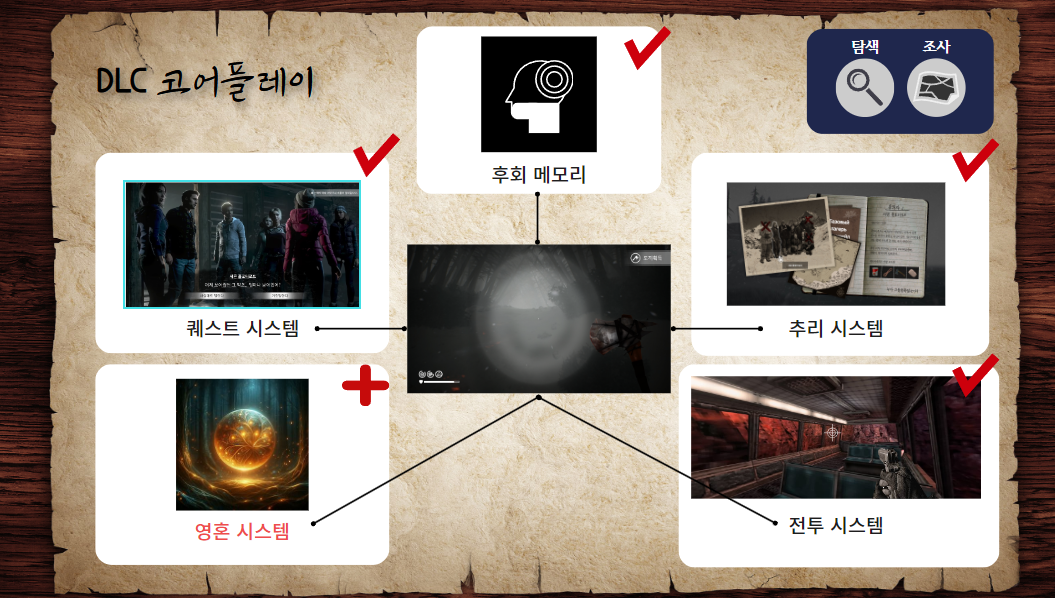 DLC 코어플레이
탐색 조사
후회 메모리
퀘스트 시스템
추리 시스템
영혼 시스템
전투 시스템